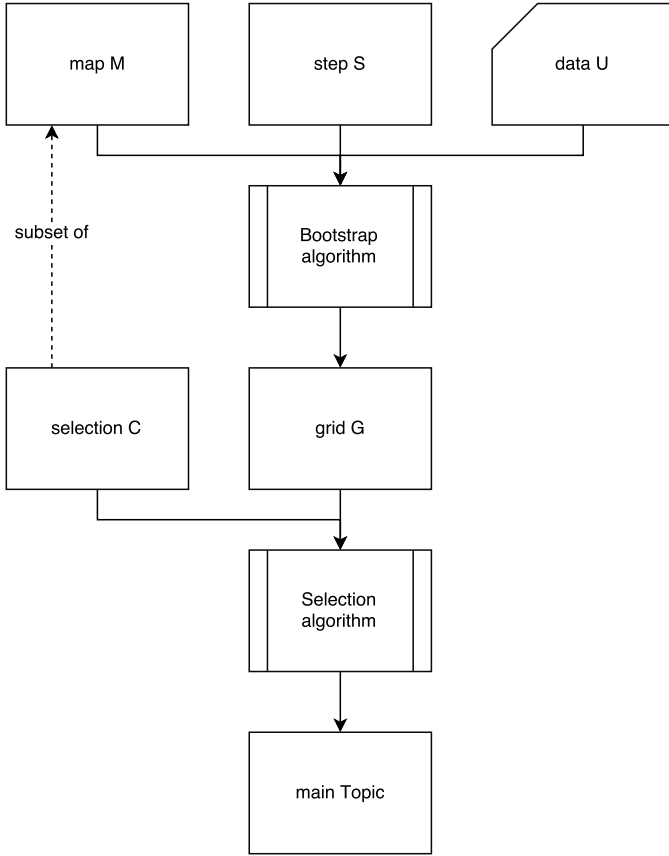 map M
step S
data U
subset of
Bootstrap
algorithm
selection C
grid G
Selection
algorithm
main Topic